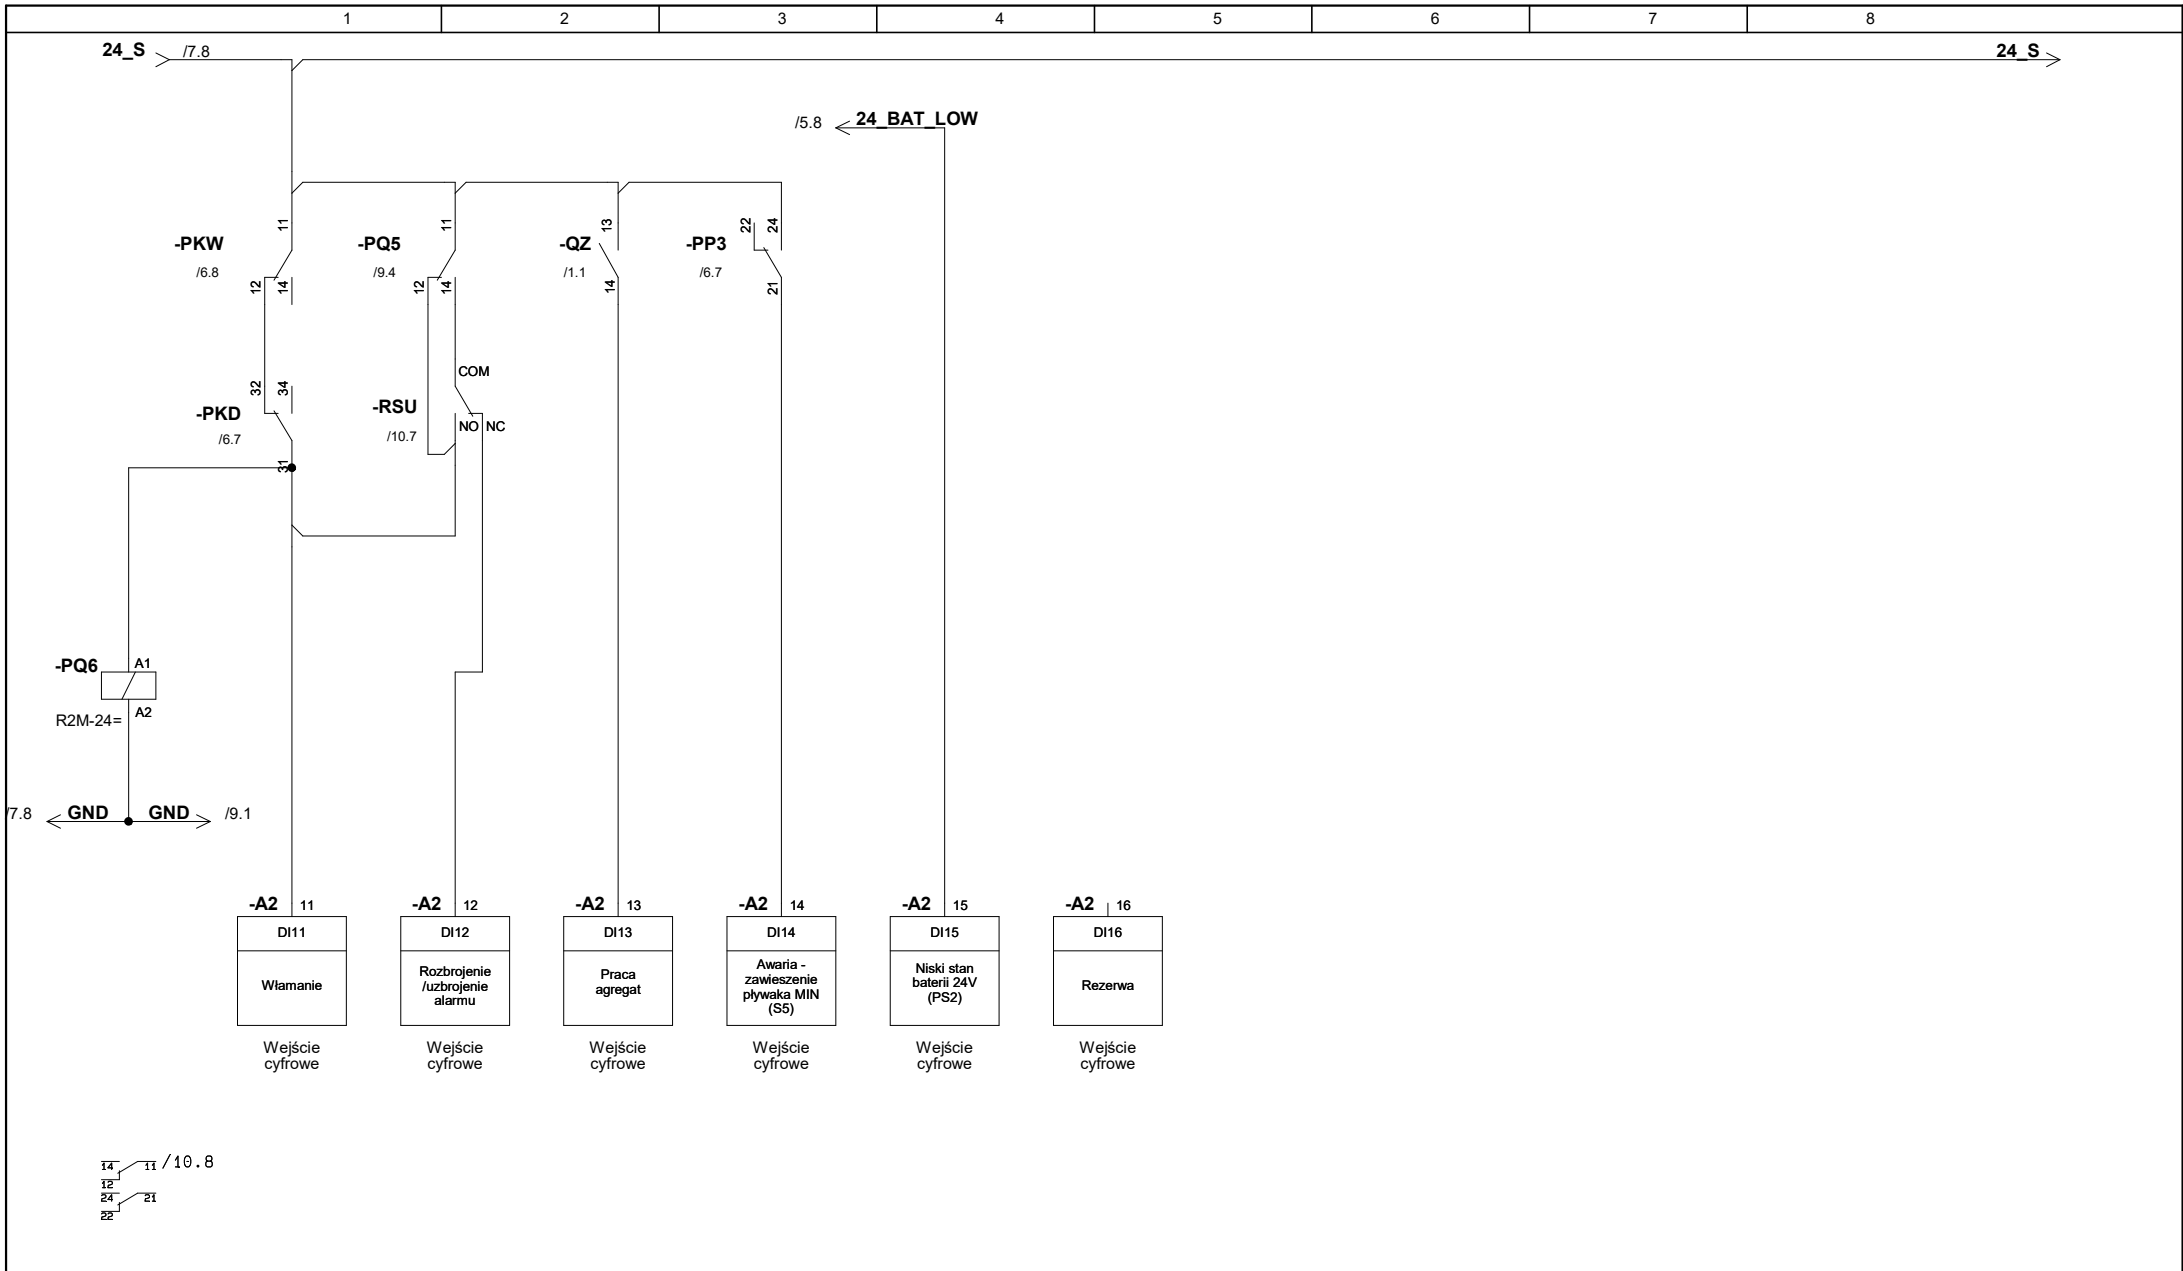 1 2 3 4 5 6 7 8
24_S /7.8 24_S
/5.8 24_BAT_LOW
11 11 13 22 24
-PKW -PQ5 -QZ -PP3
/6.8 /9.4 /1.1 /6.7
12 14 12 14 14 21
COM
32 34
-PKD -RSU
NO NC
/6.7 /10.7
31
-PQ6 A1
R2M-24= A2
/7.8 GND GND /9.1
-A2 11 -A2 12 -A2 13 -A2 14 -A2 15 -A2 16
DI11 DI12 DI13 DI14 DI15 DI16
Włamanie
Rozbrojenie
/uzbrojenie
alarmu
Praca
agregat
Awaria -
zawieszenie
pływaka MIN
(S5)
Niski stan
baterii 24V
(PS2)
Rezerwa
Wejście Wejście Wejście Wejście Wejście Wejście
cyfrowe cyfrowe cyfrowe cyfrowe cyfrowe cyfrowe
14 11 /10.8
12
24 21
22